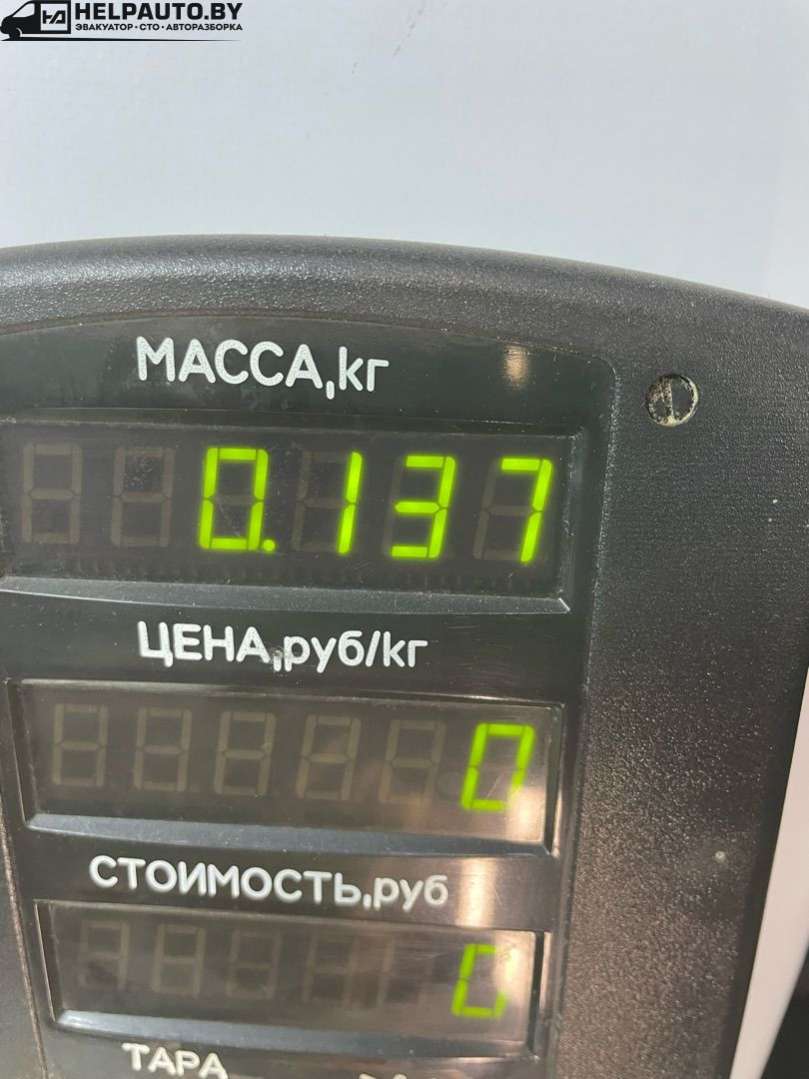 HELPAUTO.BY
ЭВАКУАТОР • СТО • АВТОРАЗБОРКА
МАССА,кг
0.137
ЦЕНА,руб/кг
0
СТОИМОСТЬ,руб
0
ТАРА